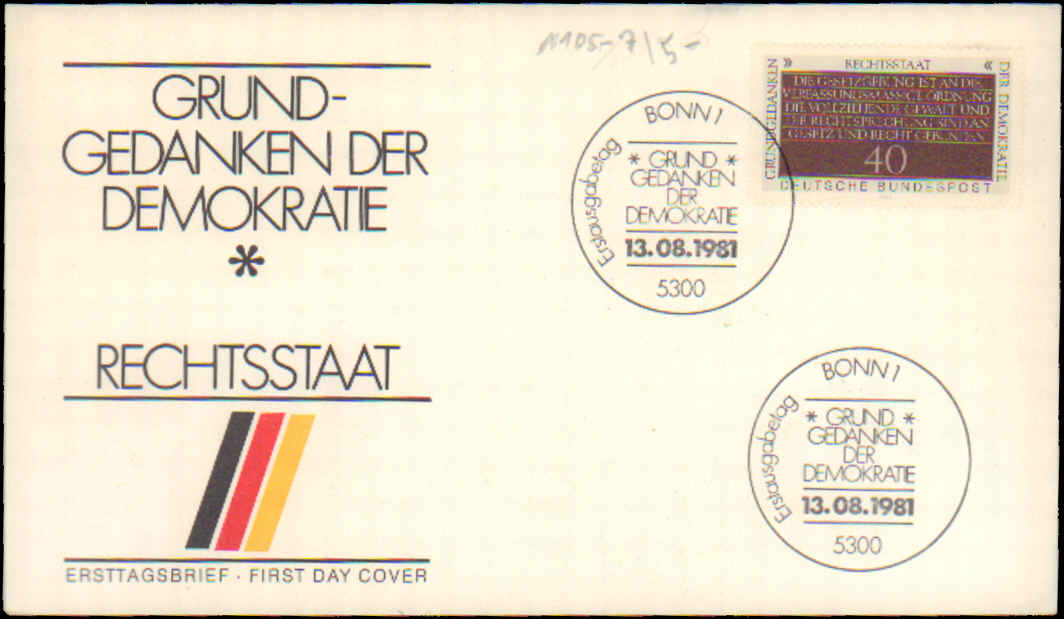 GRUND-
GEDANKEN DER
DEMOKRATIE
*
RECHTSSTAAT
ERSTTAGSBRIEF · FIRST DAY COVER
BONN 1
Erstausgabetag
* GRUND *
GEDANKEN
DER
DEMOKRATIE
13.08.1981
5300
GRUNDGEDANKEN
» RECHTSSTAAT «
DER DEMOKRATIE
DIE GESETZGEBUNG IST AN DIE
VERFASSUNGSMÄSSIGE ORDNUNG
DIE VOLLZIEHENDE GEWALT UND
DIE RECHTSPRECHUNG SIND AN
GESETZ UND RECHT GEBUNDEN
40
DEUTSCHE BUNDESPOST
BONN 1
Erstausgabetag
* GRUND *
GEDANKEN
DER
DEMOKRATIE
13.08.1981
5300